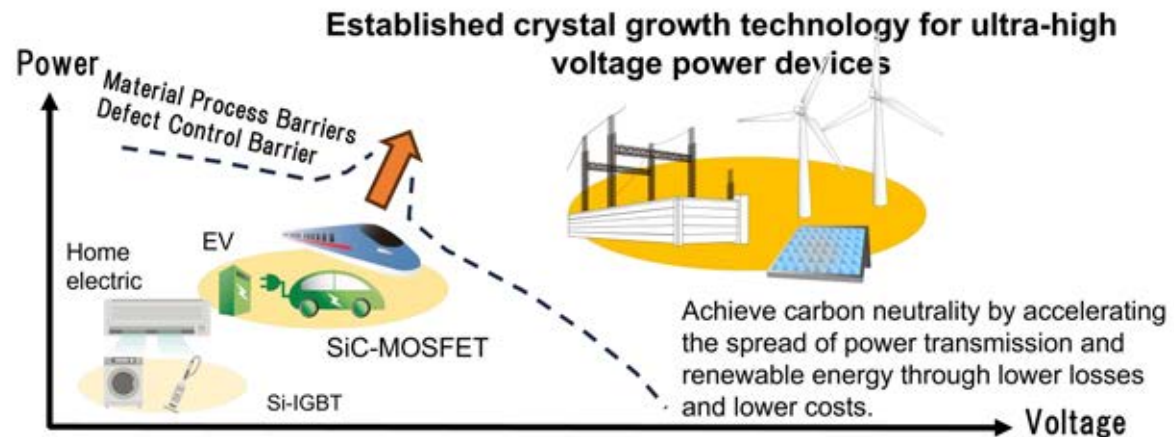 Established crystal growth technology for ultra-high
voltage power devices
Power
Material Process Barriers
Defect Control Barrier
EV
Home
electric
SiC-MOSFET
Si-IGBT
Achieve carbon neutrality by accelerating
the spread of power transmission and
renewable energy through lower losses
and lower costs.
Voltage